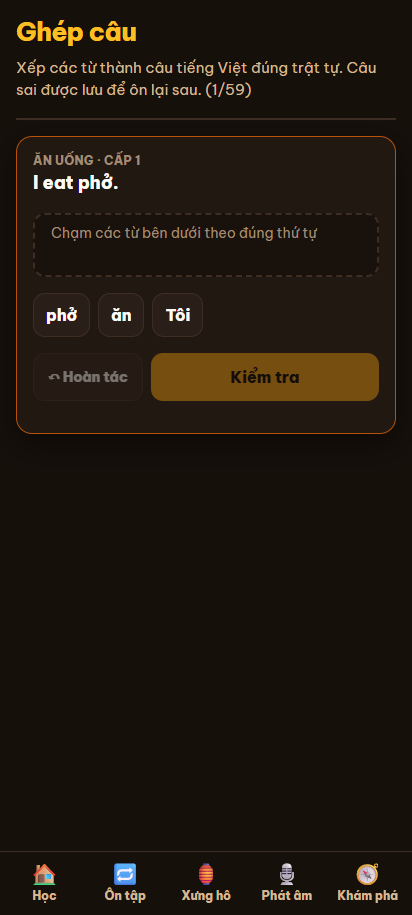 Ghép câu
Xếp các từ thành câu tiếng Việt đúng trật tự. Câu
sai được lưu để ôn lại sau. (1/59)
ĂN UỐNG · CẤP 1
I eat phở.
Chạm các từ bên dưới theo đúng thứ tự
phở ăn Tôi
↶ Hoàn tác Kiểm tra
Học Ôn tập Xưng hô Phát âm Khám phá